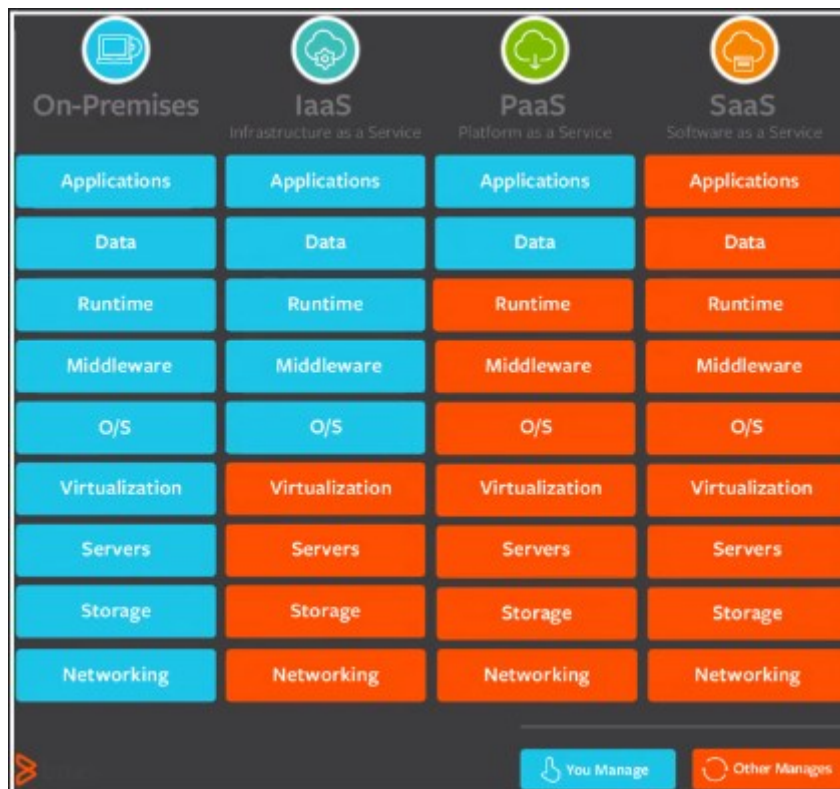 On-Premises
IaaS
PaaS
SaaS
Infrastructure as a Service
Platform as a Service
Software as a Service
Applications
Applications
Applications
Applications
Data
Data
Data
Data
Runtime
Runtime
Runtime
Runtime
Middleware
Middleware
Middleware
Middleware
O/S
O/S
O/S
O/S
Virtualization
Virtualization
Virtualization
Virtualization
Servers
Servers
Servers
Servers
Storage
Storage
Storage
Storage
Networking
Networking
Networking
Networking
You Manage
Other Manages